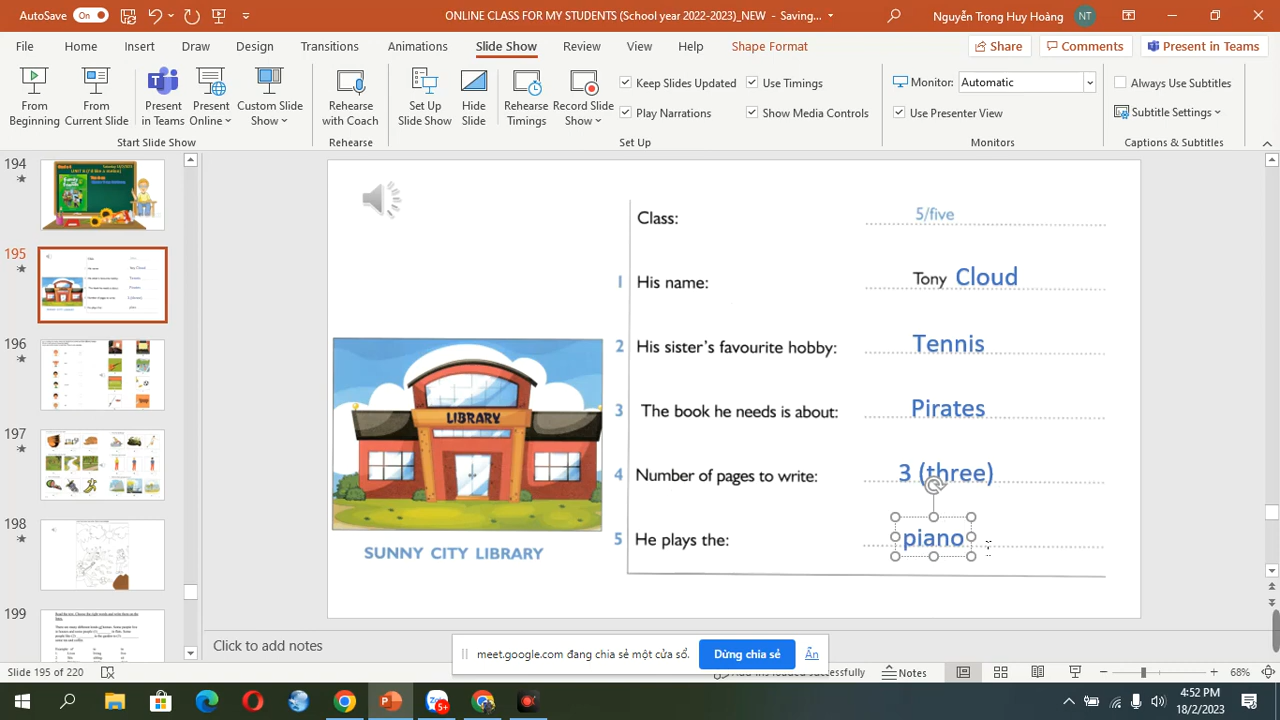 AutoSave On
ONLINE CLASS FOR MY STUDENTS (School year 2022-2023)_NEW - Saving...
Nguyễn Trọng Huy Hoàng NT
File Home Insert Draw Design Transitions Animations Slide Show Review View Help Shape Format
Share Comments Present in Teams
From Beginning
From Current Slide
Present in Teams
Present Online
Custom Slide Show
Rehearse with Coach
Set Up Slide Show
Hide Slide
Rehearse Timings
Record Slide Show
Keep Slides Updated
Use Timings
Play Narrations
Show Media Controls
Monitor: Automatic
Use Presenter View
Always Use Subtitles
Subtitle Settings
Start Slide Show Rehearse Set Up Monitors Captions & Subtitles
194
195
196
197
198
199
Class: 5/five
1 His name: Tony Cloud
2 His sister's favourite hobby: Tennis
3 The book he needs is about: Pirates
4 Number of pages to write: 3 (three)
5 He plays the: piano
LIBRARY
SUNNY CITY LIBRARY
Click to add notes
meet.google.com đang chia sẻ một cửa sổ. Dừng chia sẻ Ẩn
Slide 195 of 220
Notes
68%
5+
4:52 PM
18/2/2023